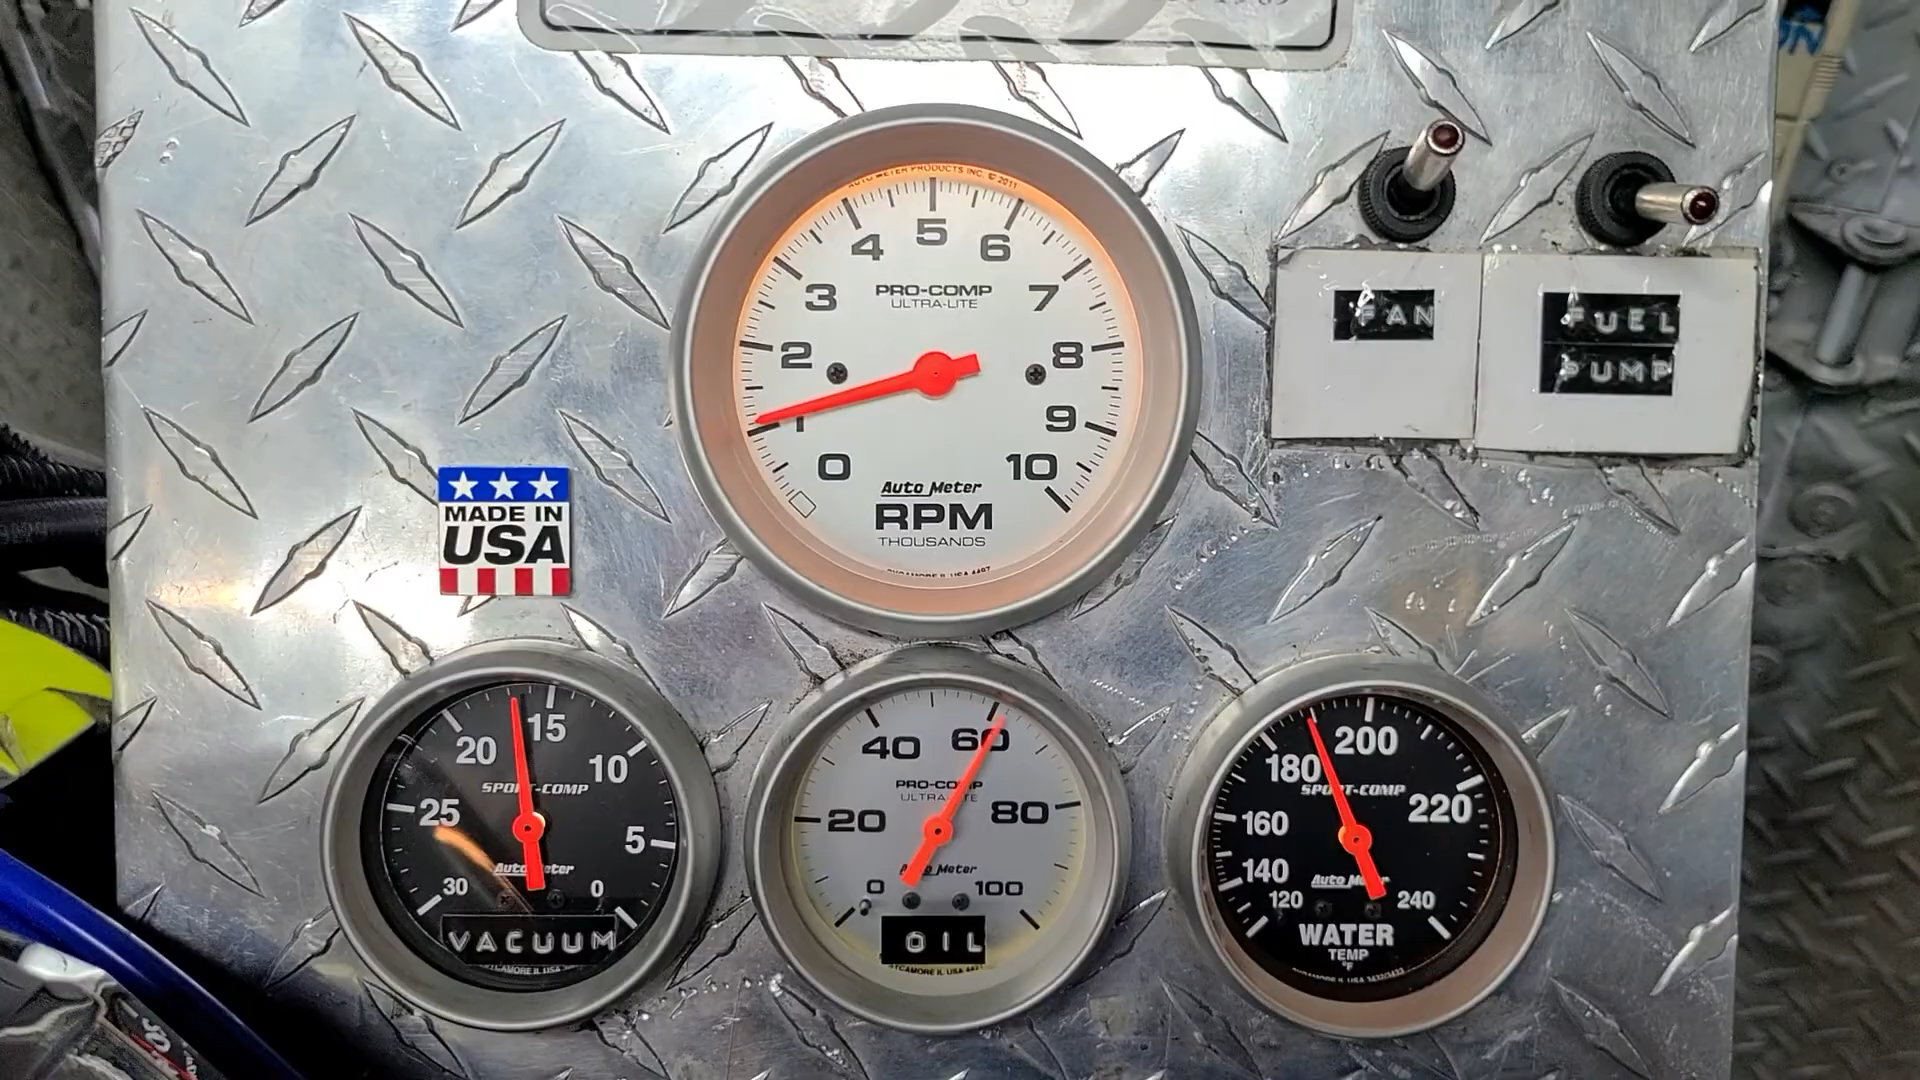 AUTO METER PRODUCTS INC. © 2011
4 5 6
3 7
PRO-COMP
ULTRA-LITE
2 8
1 9
0 10
Auto Meter
RPM
THOUSANDS
FAN
FUEL
PUMP
MADE IN
USA
20 15 10
25 5
SPORT-COMP
Auto Meter
30 0
VACUUM
SYCAMORE IL USA
40 60
PRO-COMP
ULTRA-LITE
20 80
Auto Meter
0 100
OIL
180 200
SPORT-COMP
160 220
140
Auto Meter
120 240
WATER
TEMP
°F